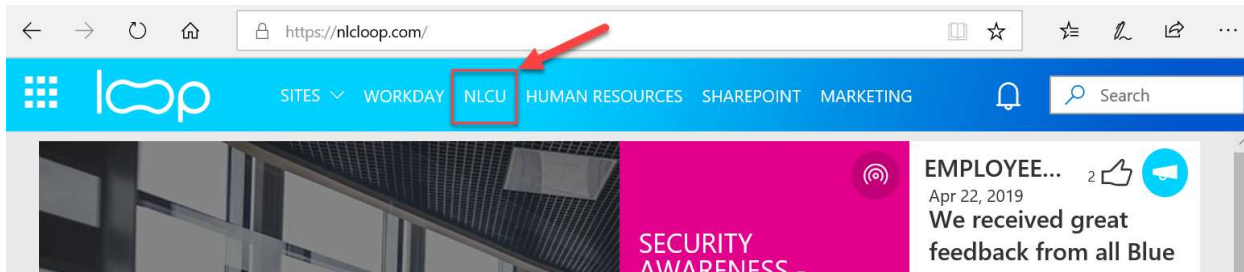 https://nlcloop.com/
loop
SITES WORKDAY NLCU HUMAN RESOURCES SHAREPOINT MARKETING
Search
EMPLOYEE... 2
Apr 22, 2019
We received great
feedback from all Blue
SECURITY
AWARENESS -